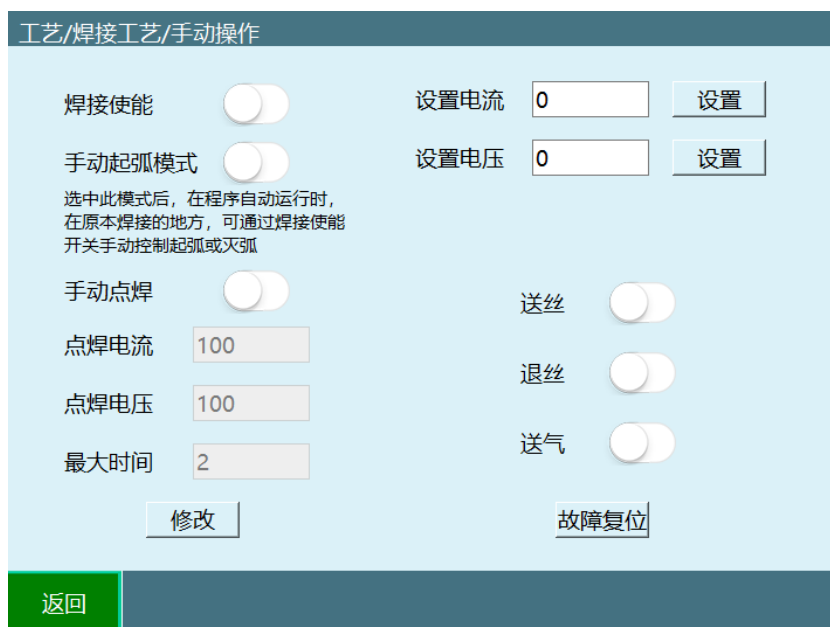 工艺/焊接工艺/手动操作
焊接使能
设置电流 0 设置
手动起弧模式
设置电压 0 设置
选中此模式后，在程序自动运行时，
在原本焊接的地方，可通过焊接使能
开关手动控制起弧或灭弧
手动点焊
送丝
点焊电流 100
退丝
点焊电压 100
送气
最大时间 2
修改
故障复位
返回